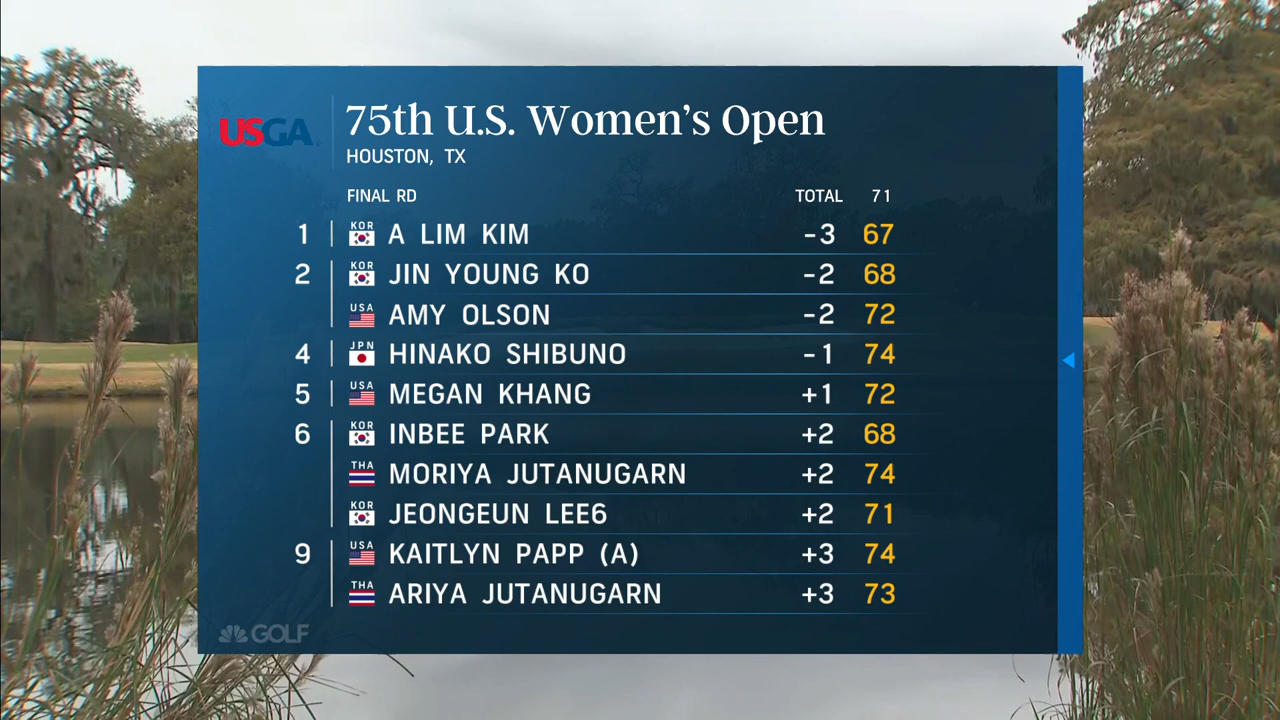 USGA
75th U.S. Women's Open
HOUSTON, TX
FINAL RD TOTAL 71
1 KOR A LIM KIM -3 67
2 KOR JIN YOUNG KO -2 68
USA AMY OLSON -2 72
4 JPN HINAKO SHIBUNO -1 74
5 USA MEGAN KHANG +1 72
6 KOR INBEE PARK +2 68
THA MORIYA JUTANUGARN +2 74
KOR JEONGEUN LEE6 +2 71
9 USA KAITLYN PAPP (A) +3 74
THA ARIYA JUTANUGARN +3 73
GOLF